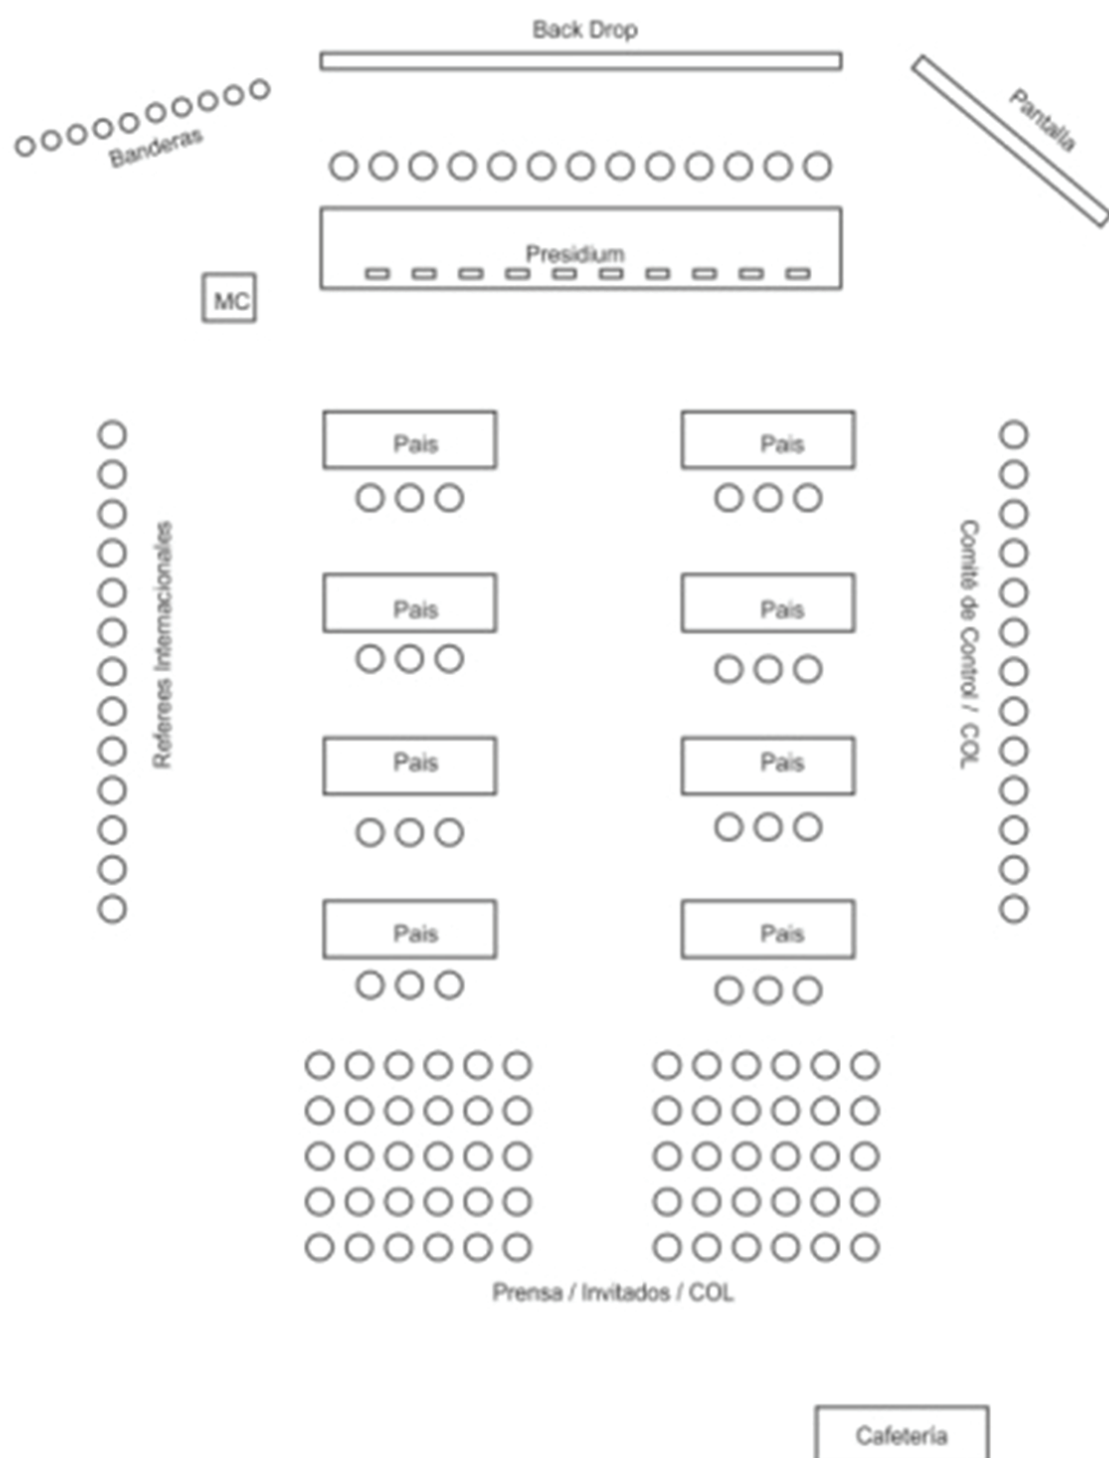 Back Drop
Banderas
Pantalla
Presidium
MC
Pais
Pais
Referees Internacionales
Comité de Control / COL
Pais
Pais
Pais
Pais
Pais
Pais
Prensa / Invitados / COL
Cafetería